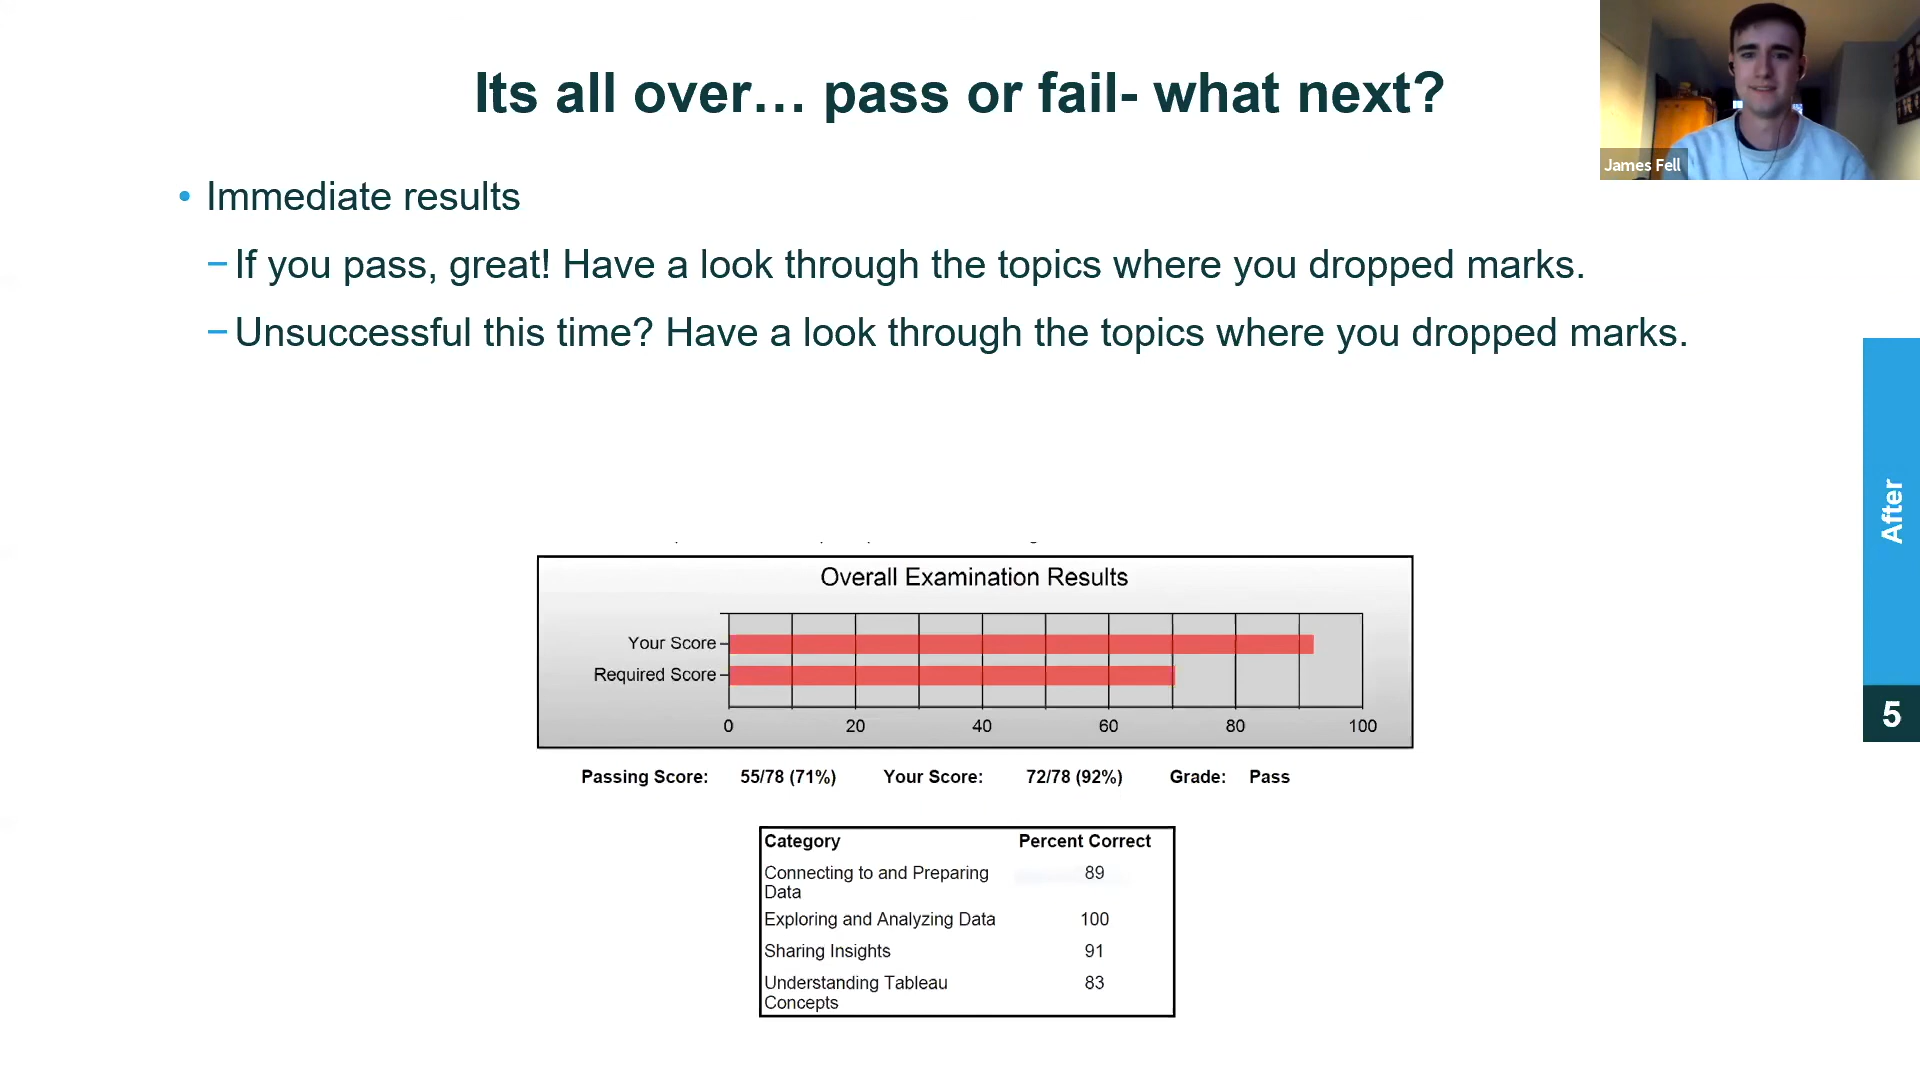 Its all over… pass or fail- what next?
James Fell
• Immediate results
– If you pass, great! Have a look through the topics where you dropped marks.
– Unsuccessful this time? Have a look through the topics where you dropped marks.
After
5
Overall Examination Results
Your Score
Required Score
0 20 40 60 80 100
Passing Score: 55/78 (71%) Your Score: 72/78 (92%) Grade: Pass
Category Percent Correct
Connecting to and Preparing 89
Data
Exploring and Analyzing Data 100
Sharing Insights 91
Understanding Tableau 83
Concepts